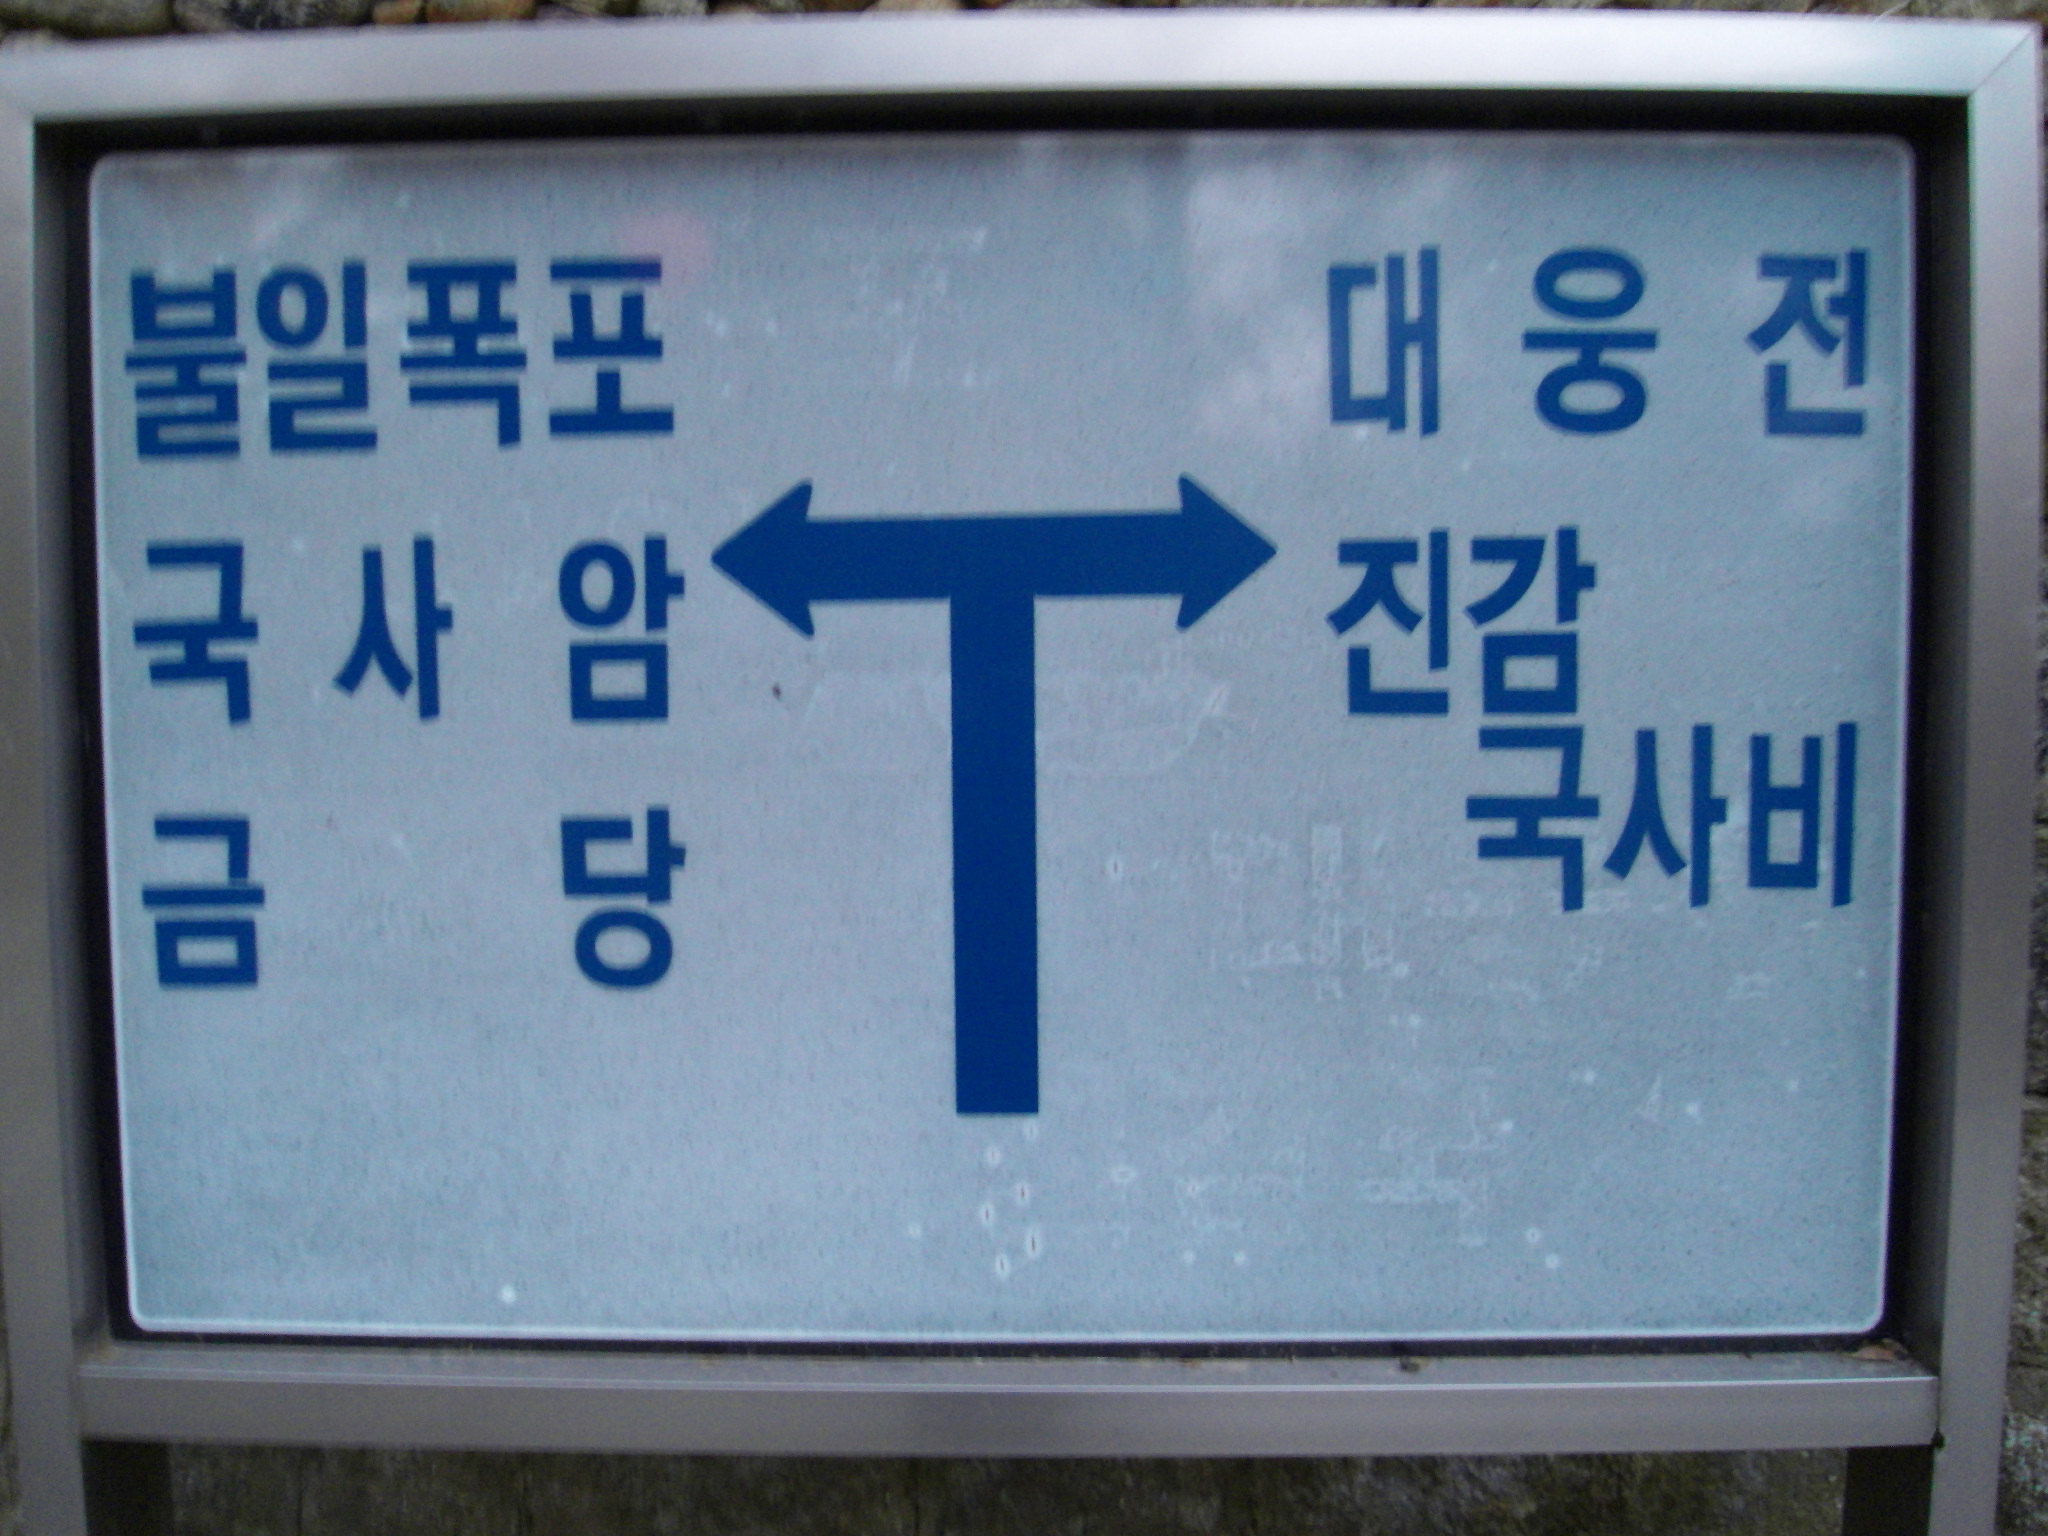 불일폭포
국 사 암
금 당
대 웅 전
진감
국사비